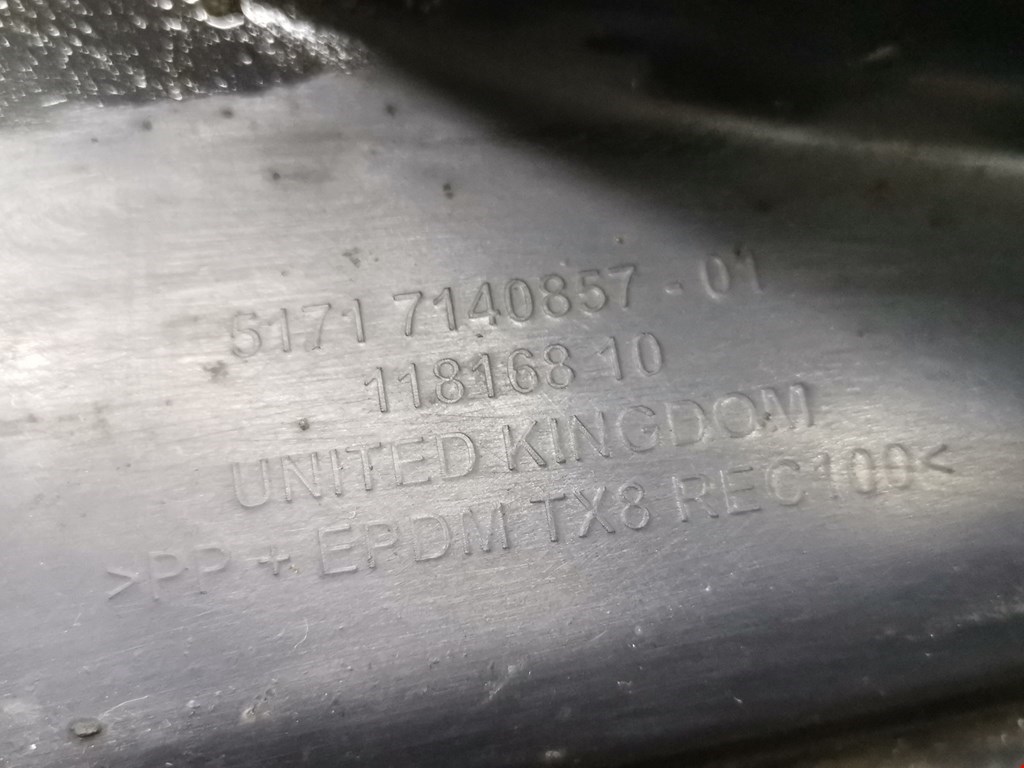 5171 7140857 - 01
118168 10
UNITED KINGDOM
>PP + EPDM TX8 REC100<